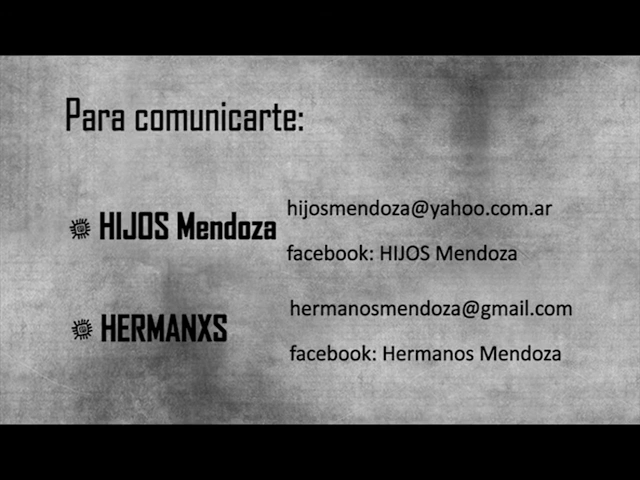 Para comunicarte:
HIJOS Mendoza
hijosmendoza@yahoo.com.ar
facebook: HIJOS Mendoza
HERMANXS
hermanosmendoza@gmail.com
facebook: Hermanos Mendoza